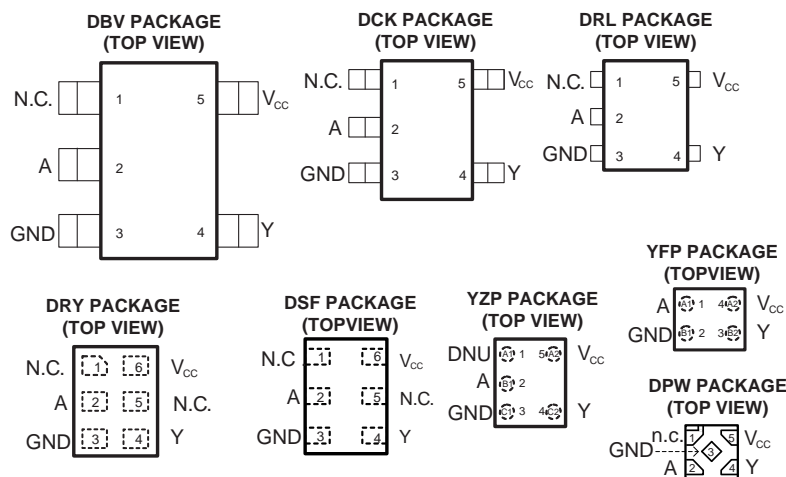 DBV PACKAGE
(TOP VIEW)
N.C. 1 5 VCC
A 2
GND 3 4 Y
DCK PACKAGE
(TOP VIEW)
N.C. 1 5 VCC
A 2
GND 3 4 Y
DRL PACKAGE
(TOP VIEW)
N.C. 1 5 VCC
A 2
GND 3 4 Y
DRY PACKAGE
(TOP VIEW)
N.C. 1 6 VCC
A 2 5 N.C.
GND 3 4 Y
DSF PACKAGE
(TOPVIEW)
N.C 1 6 VCC
A 2 5 N.C.
GND 3 4 Y
YZP PACKAGE
(TOP VIEW)
DNU A1 1 5 A2 VCC
A B1 2
GND C1 3 4 C2 Y
YFP PACKAGE
(TOPVIEW)
A A1 1 4 A2 VCC
GND B1 2 3 B2 Y
DPW PACKAGE
(TOP VIEW)
n.c. 1 5 VCC
GND 3
A 2 4 Y